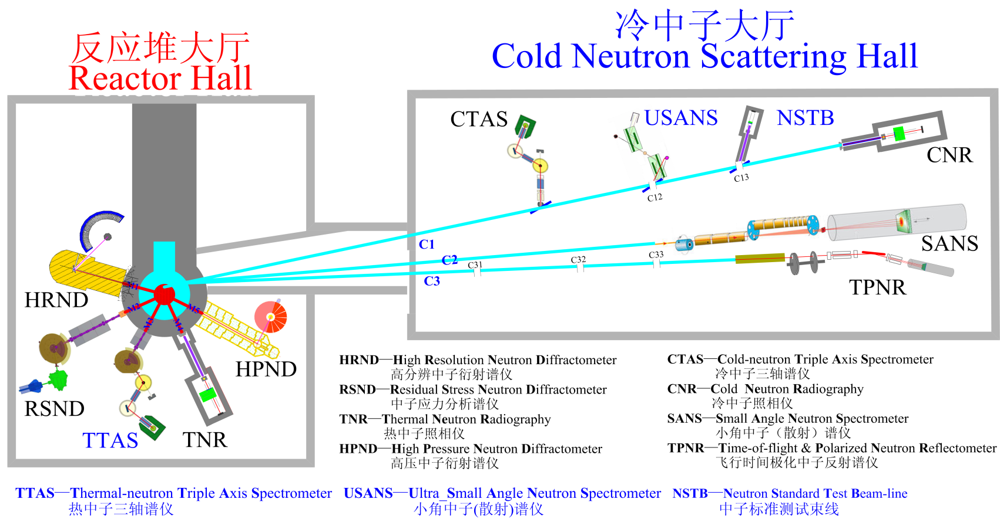 反应堆大厅
Reactor Hall
冷中子大厅
Cold Neutron Scattering Hall
CTAS
USANS
NSTB
CNR
C13
C12
C1
C2
C3
C31
C32
C33
SANS
TPNR
HRND
M1
M2
M3
M4
M5
HPND
RSND
TTAS
TNR
HRND—High Resolution Neutron Diffractometer
高分辨中子衍射谱仪
RSND—Residual Stress Neutron Diffractometer
中子应力分析谱仪
TNR—Thermal Neutron Radiography
热中子照相仪
HPND—High Pressure Neutron Diffractometer
高压中子衍射谱仪
CTAS—Cold-neutron Triple Axis Spectrometer
冷中子三轴谱仪
CNR—Cold Neutron Radiography
冷中子照相仪
SANS—Small Angle Neutron Spectrometer
小角中子（散射）谱仪
TPNR—Time-of-flight & Polarized Neutron Reflectometer
飞行时间极化中子反射谱仪
TTAS—Thermal-neutron Triple Axis Spectrometer
热中子三轴谱仪
USANS—Ultra_Small Angle Neutron Spectrometer
小角中子(散射)谱仪
NSTB—Neutron Standard Test Beam-line
中子标准测试束线